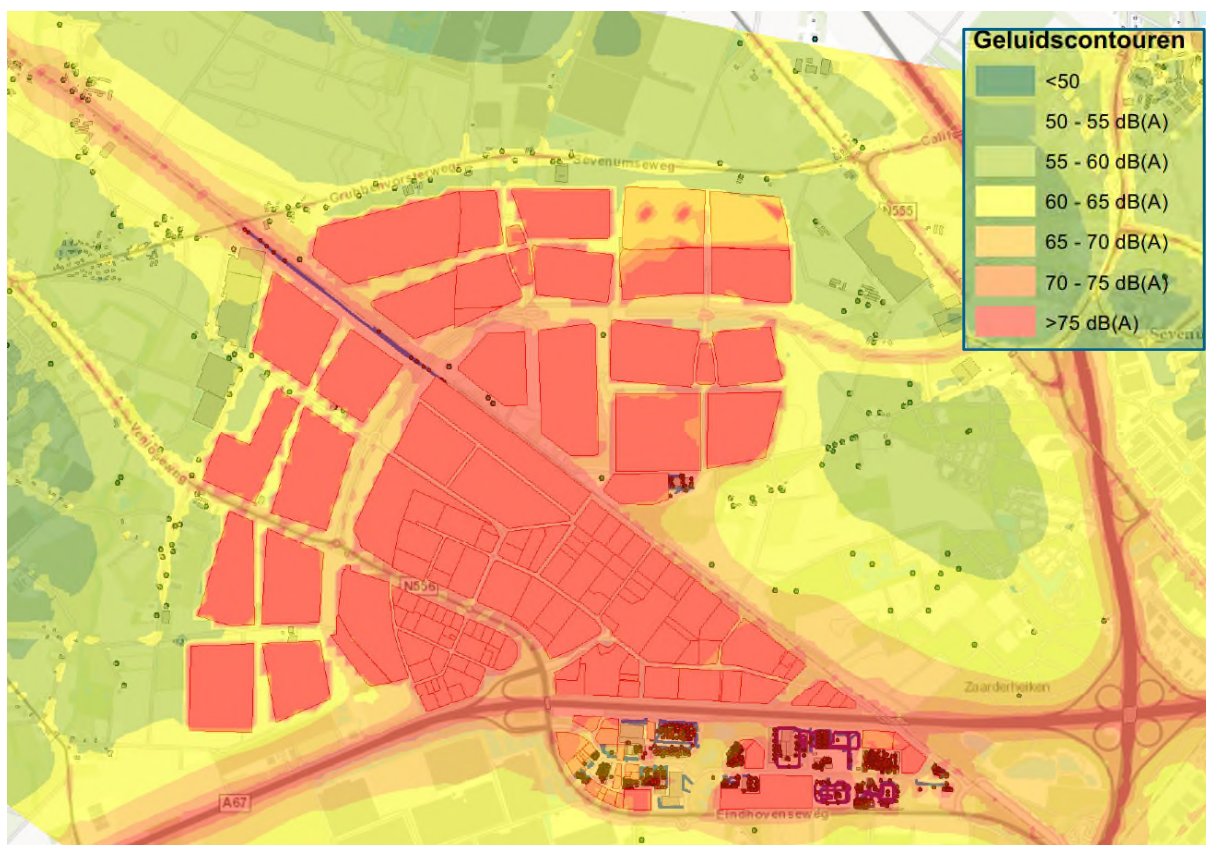 Geluidscontouren
<50
50 - 55 dB(A)
55 - 60 dB(A)
60 - 65 dB(A)
65 - 70 dB(A)
70 - 75 dB(A)
>75 dB(A)
Sevenumseweg
Grubbenvorsterweg
N555
Venloseweg
N556
Zaarderheiken
A67
Eindhovenseweg